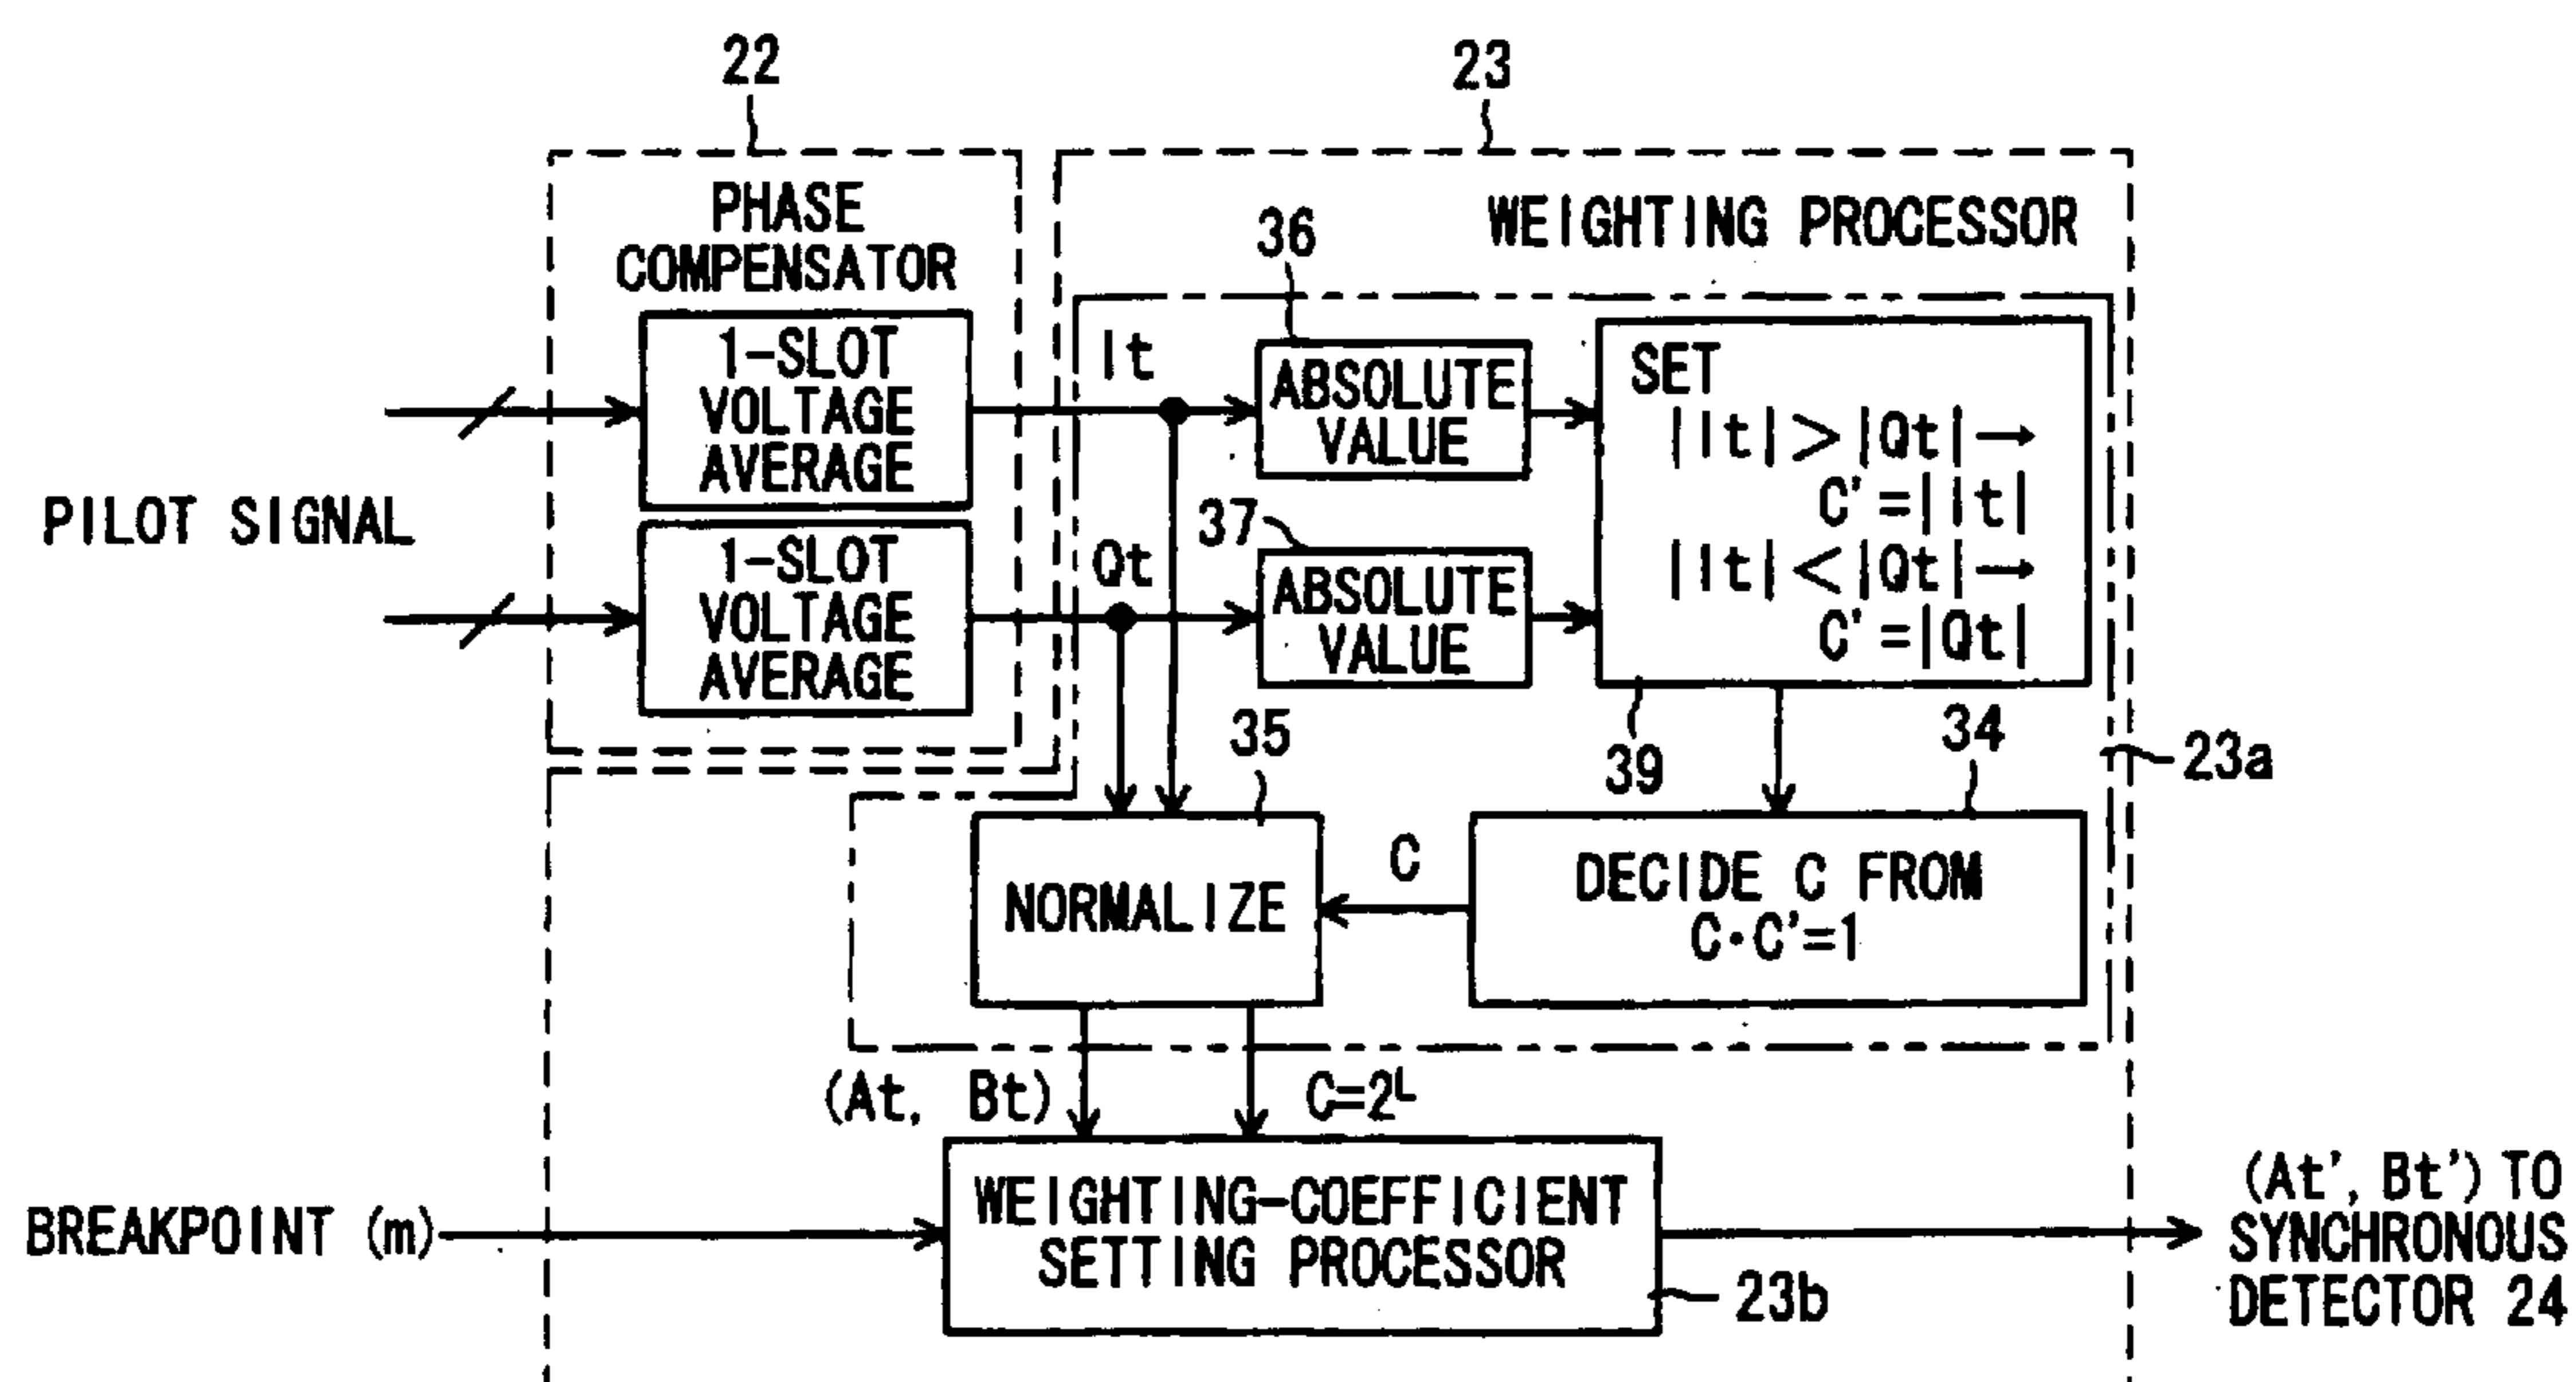 22
23
PHASE
COMPENSATOR
WEIGHTING PROCESSOR
36
1-SLOT
VOLTAGE
AVERAGE
It
ABSOLUTE
VALUE
SET
|It|>|Qt|→
C'=|It|
|It|<|Qt|→
C'=|Qt|
PILOT SIGNAL
37
1-SLOT
VOLTAGE
AVERAGE
Qt
ABSOLUTE
VALUE
35
39
34
23a
NORMALIZE
C
DECIDE C FROM
C·C'=1
(At, Bt)
C=2^L
BREAKPOINT (m)
WEIGHTING-COEFFICIENT
SETTING PROCESSOR
23b
(At', Bt') TO
SYNCHRONOUS
DETECTOR 24